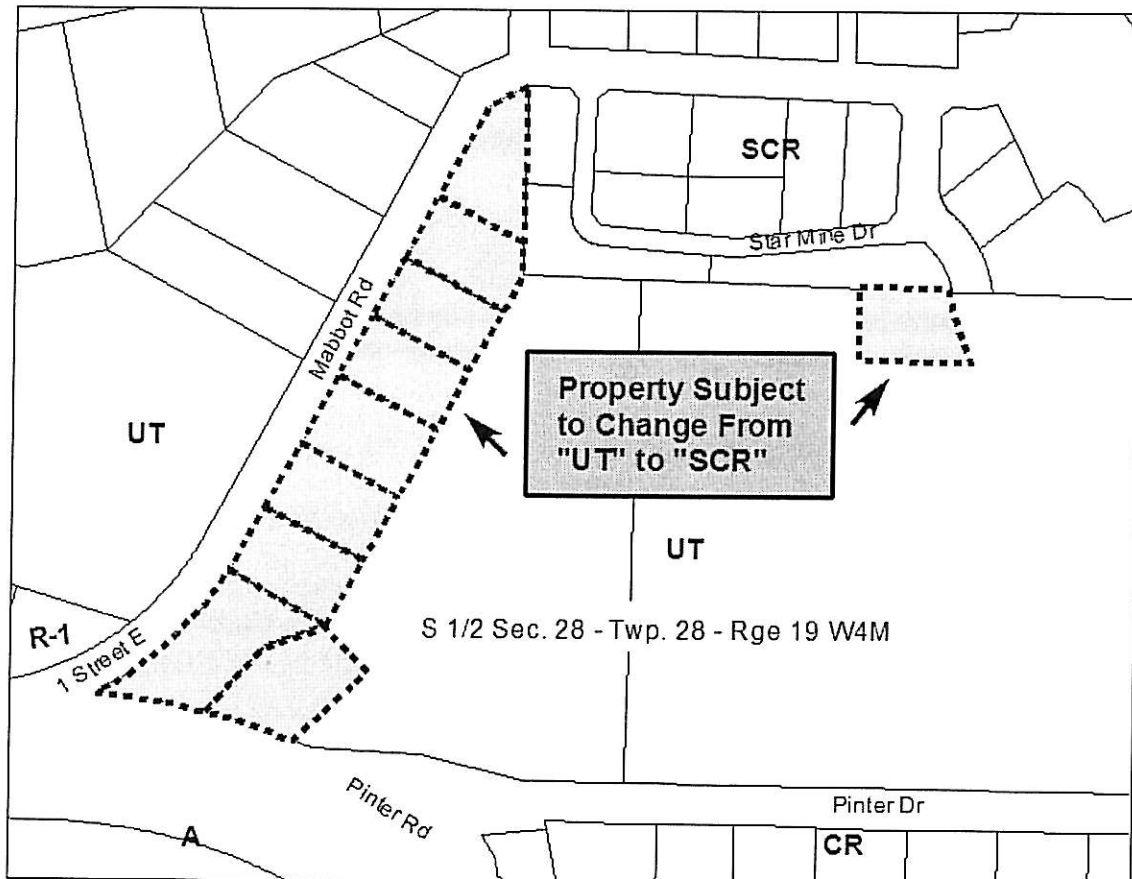 SCR
Star Mine Dr
Mabbot Rd
Property Subject
to Change From
"UT" to "SCR"
UT
UT
S 1/2 Sec. 28 - Twp. 28 - Rge 19 W4M
R-1
1 Street E
Pinter Rd
Pinter Dr
A
CR